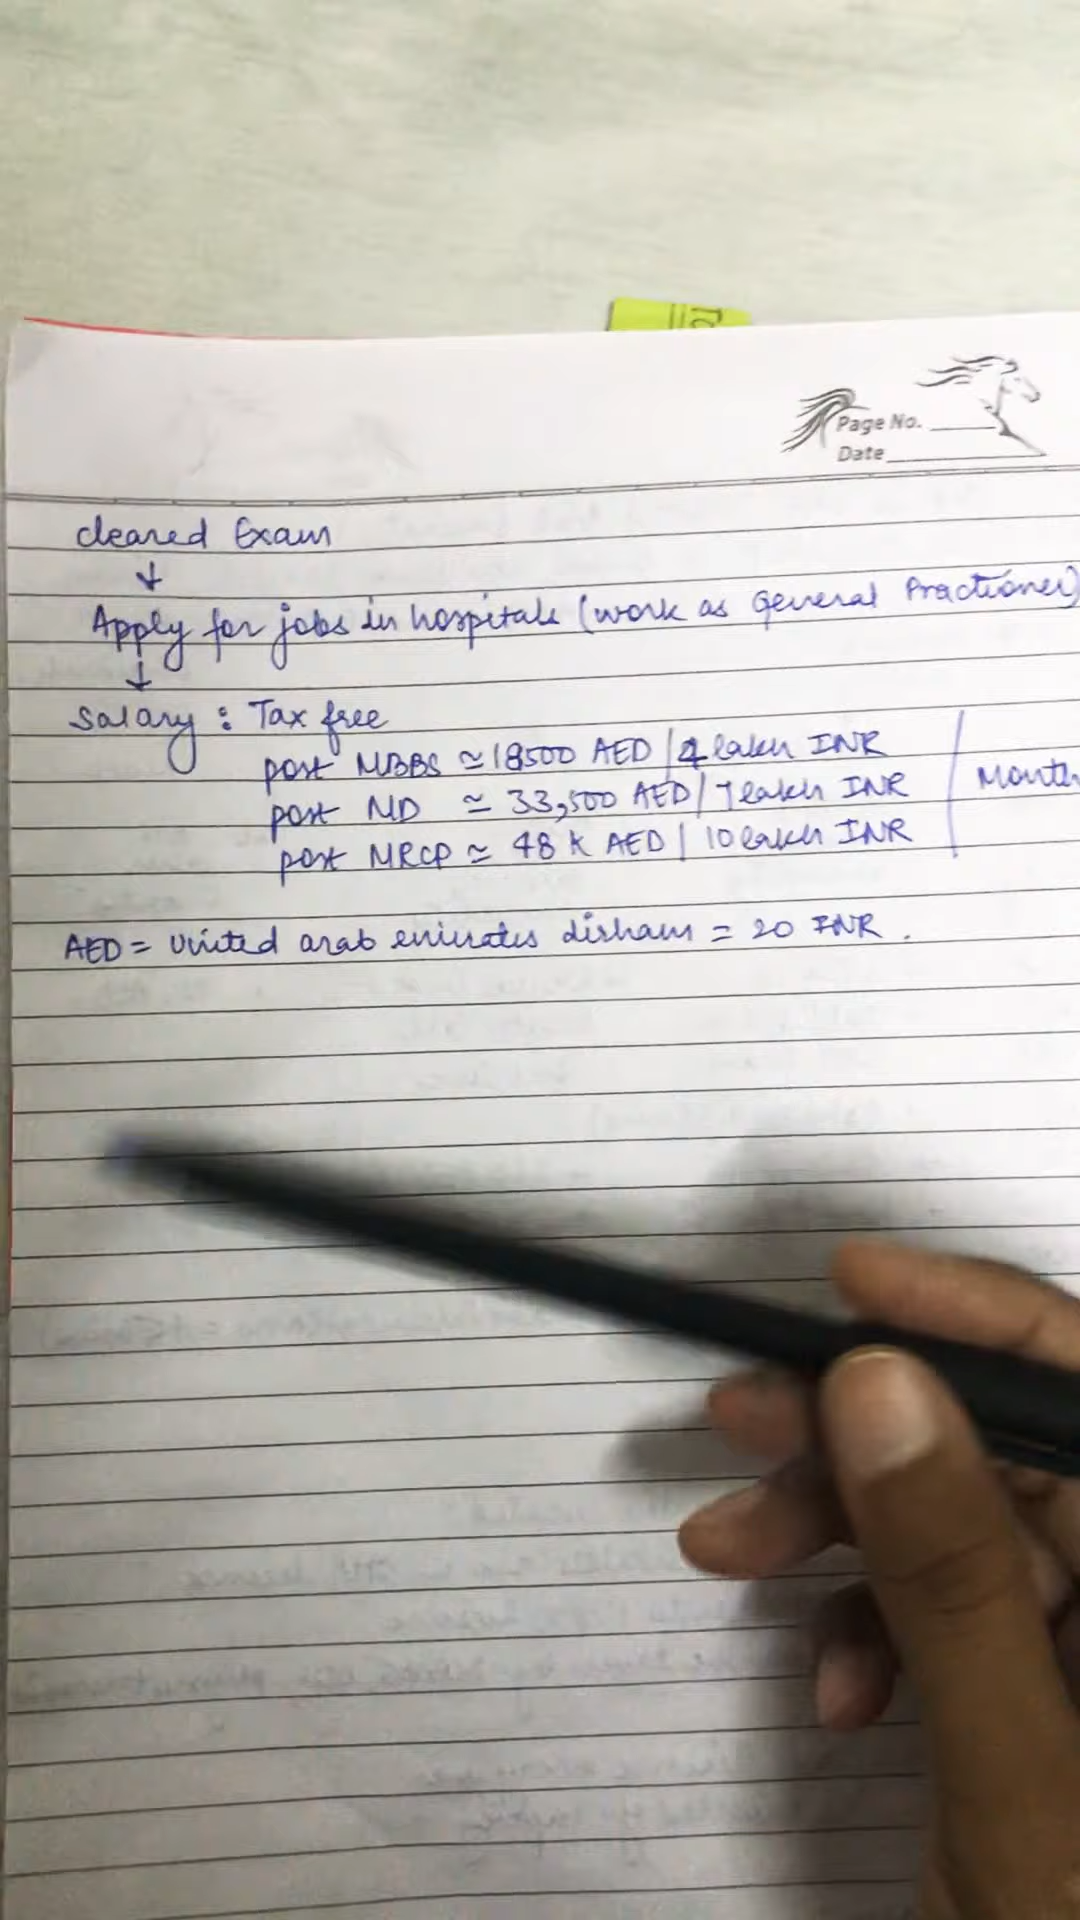 Page No.
Date
cleared Exam
↓
Apply for jobs in hospitals (work as General Practioner)
↓
Salary : Tax free
post MBBS ≃ 18500 AED / 4 lakh INR
post MD ≃ 33,500 AED / 7 lakh INR
post MRCP ≃ 48 K AED / 10 lakh INR
/ Month
AED = United arab emirates dirham = 20 INR .